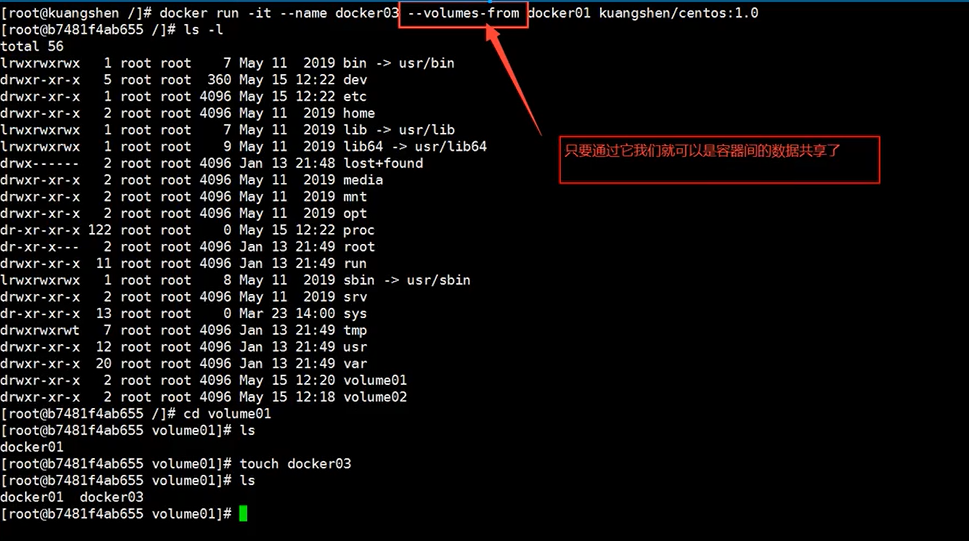 [root@kuangshen /]# docker run -it --name docker03 --volumes-from docker01 kuangshen/centos:1.0
[root@b7481f4ab655 /]# ls -l
total 56
lrwxrwxrwx   1 root root    7 May 11  2019 bin -> usr/bin
drwxr-xr-x   5 root root  360 May 15 12:22 dev
drwxr-xr-x   1 root root 4096 May 15 12:22 etc
drwxr-xr-x   2 root root 4096 May 11  2019 home
lrwxrwxrwx   1 root root    7 May 11  2019 lib -> usr/lib
lrwxrwxrwx   1 root root    9 May 11  2019 lib64 -> usr/lib64
drwx------   2 root root 4096 Jan 13 21:48 lost+found
drwxr-xr-x   2 root root 4096 May 11  2019 media
drwxr-xr-x   2 root root 4096 May 11  2019 mnt
drwxr-xr-x   2 root root 4096 May 11  2019 opt
dr-xr-xr-x 122 root root    0 May 15 12:22 proc
dr-xr-x---   2 root root 4096 Jan 13 21:49 root
drwxr-xr-x  11 root root 4096 Jan 13 21:49 run
lrwxrwxrwx   1 root root    8 May 11  2019 sbin -> usr/sbin
drwxr-xr-x   2 root root 4096 May 11  2019 srv
dr-xr-xr-x  13 root root    0 Mar 23 14:00 sys
drwxrwxrwt   7 root root 4096 Jan 13 21:49 tmp
drwxr-xr-x  12 root root 4096 Jan 13 21:49 usr
drwxr-xr-x  20 root root 4096 Jan 13 21:49 var
drwxr-xr-x   2 root root 4096 May 15 12:20 volume01
drwxr-xr-x   2 root root 4096 May 15 12:18 volume02
[root@b7481f4ab655 /]# cd volume01
[root@b7481f4ab655 volume01]# ls
docker01
[root@b7481f4ab655 volume01]# touch docker03
[root@b7481f4ab655 volume01]# ls
docker01  docker03
[root@b7481f4ab655 volume01]#
只要通过它我们就可以是容器间的数据共享了